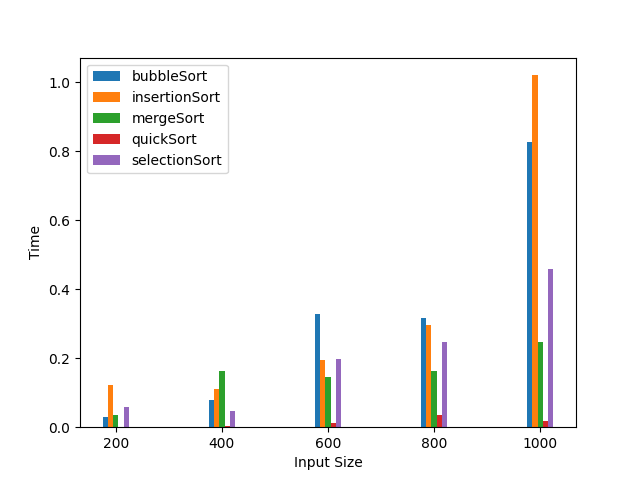 bubbleSort
insertionSort
mergeSort
quickSort
selectionSort
1.0
0.8
0.6
0.4
0.2
0.0
Time
200 400 600 800 1000
Input Size